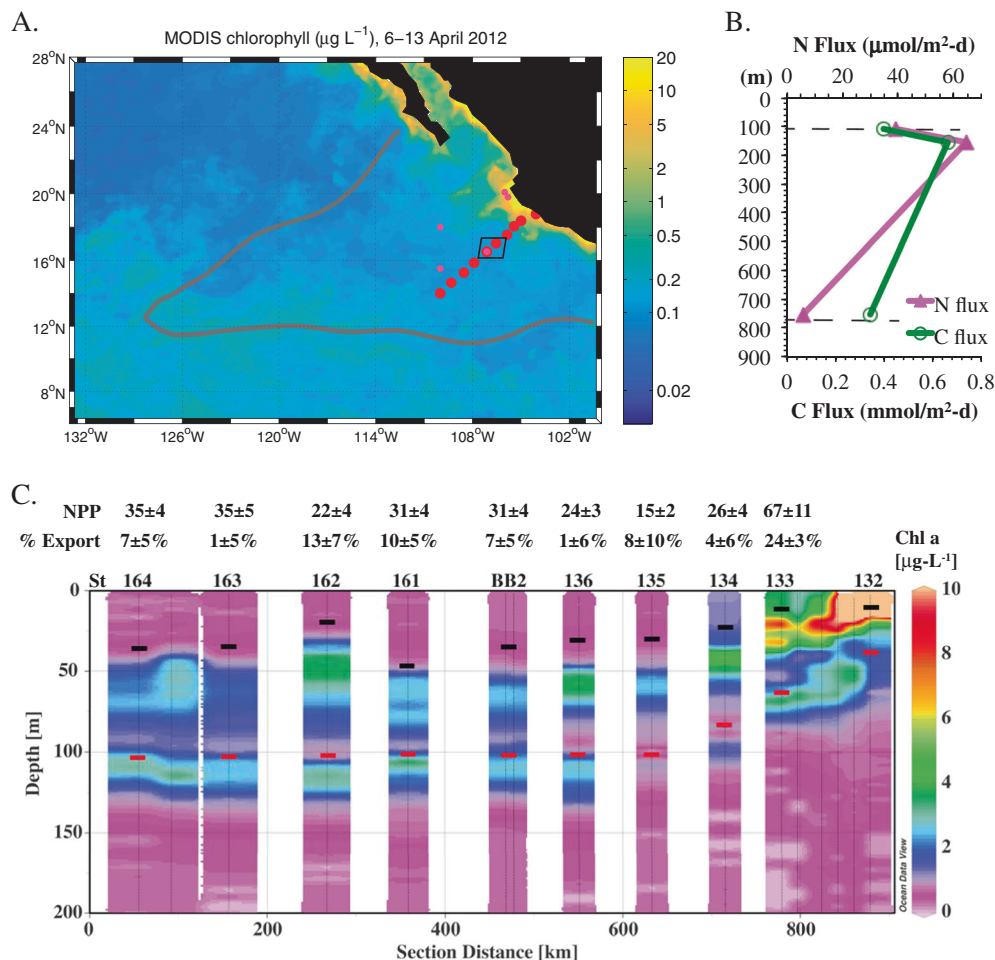 A.
MODIS chlorophyll (µg L⁻¹), 6–13 April 2012
28°N
24°N
20°N
16°N
12°N
8°N
132°W 126°W 120°W 114°W 108°W 102°W
20
10
5
2
1
0.5
0.2
0.1
0.02
B.
N Flux (µmol/m²-d)
(m) 0 20 40 60
0
100
200
300
400
500
600
700
800
900
N flux
C flux
0 0.2 0.4 0.6 0.8
C Flux (mmol/m²-d)
C.
NPP 35±4 35±5 22±4 31±4 31±4 24±3 15±2 26±4 67±11
% Export 7±5% 1±5% 13±7% 10±5% 7±5% 1±6% 8±10% 4±6% 24±3%
Chl a
[µg-L⁻¹]
St 164 163 162 161 BB2 136 135 134 133 132
0
50
100
150
200
Depth [m]
0 200 400 600 800
Section Distance [km]
Ocean Data View
10
8
6
4
2
0